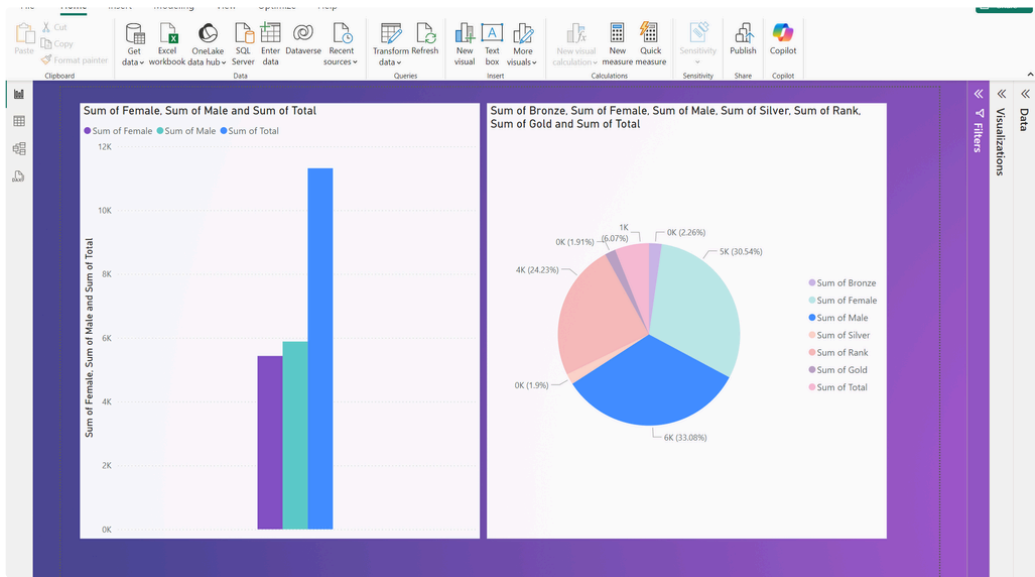 File Home Insert Modeling View Optimize Help
Paste
Cut
Copy
Format painter
Clipboard
Get data
Excel workbook
OneLake data hub
SQL Server
Enter data
Dataverse
Recent sources
Data
Transform data
Refresh
Queries
New visual
Text box
More visuals
Insert
New visual calculation
New measure
Quick measure
Calculations
Sensitivity
Sensitivity
Publish
Share
Copilot
Copilot
Sum of Female, Sum of Male and Sum of Total
Sum of Female Sum of Male Sum of Total
Sum of Female, Sum of Male and Sum of Total
12K
10K
8K
6K
4K
2K
0K
Sum of Bronze, Sum of Female, Sum of Male, Sum of Silver, Sum of Rank,
Sum of Gold and Sum of Total
1K
(6.07%)
0K (2.26%)
0K (1.91%)
5K (30.54%)
4K (24.23%)
0K (1.9%)
6K (33.08%)
Sum of Bronze
Sum of Female
Sum of Male
Sum of Silver
Sum of Rank
Sum of Gold
Sum of Total
Filters
Visualizations
Data